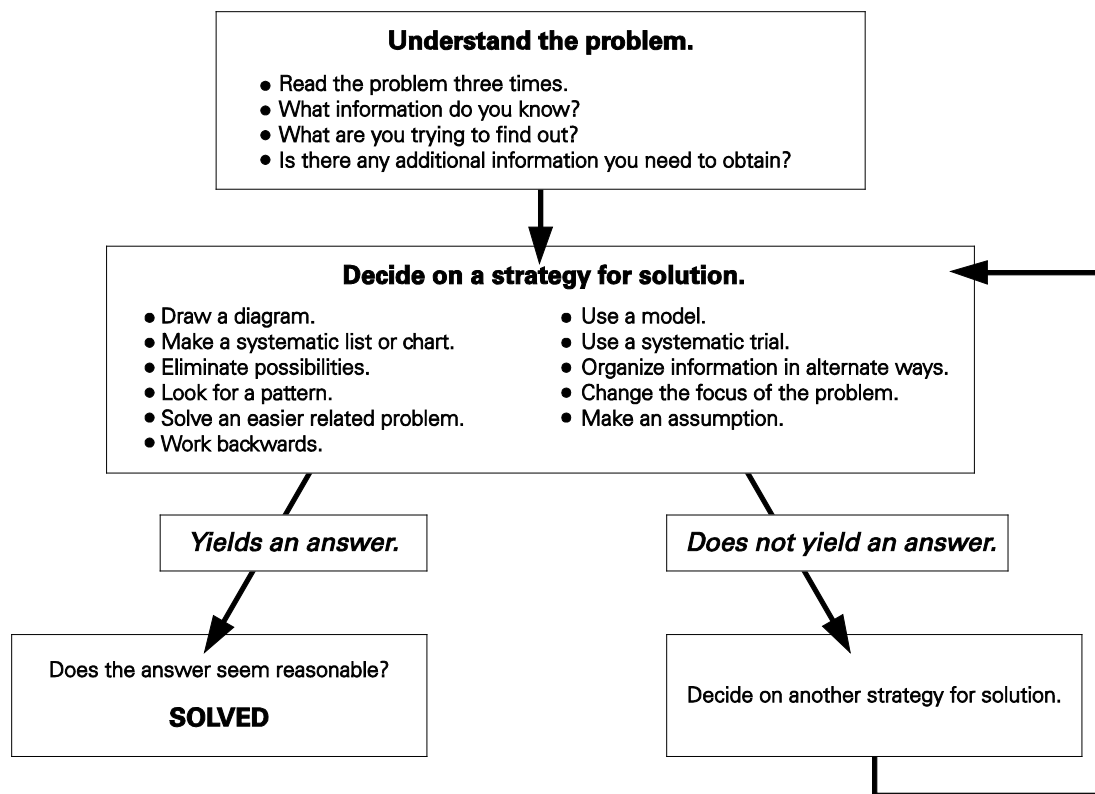 Understand the problem.
● Read the problem three times.
● What information do you know?
● What are you trying to find out?
● Is there any additional information you need to obtain?
Decide on a strategy for solution.
● Draw a diagram.
● Make a systematic list or chart.
● Eliminate possibilities.
● Look for a pattern.
● Solve an easier related problem.
● Work backwards.
● Use a model.
● Use a systematic trial.
● Organize information in alternate ways.
● Change the focus of the problem.
● Make an assumption.
Yields an answer.
Does not yield an answer.
Does the answer seem reasonable?
SOLVED
Decide on another strategy for solution.